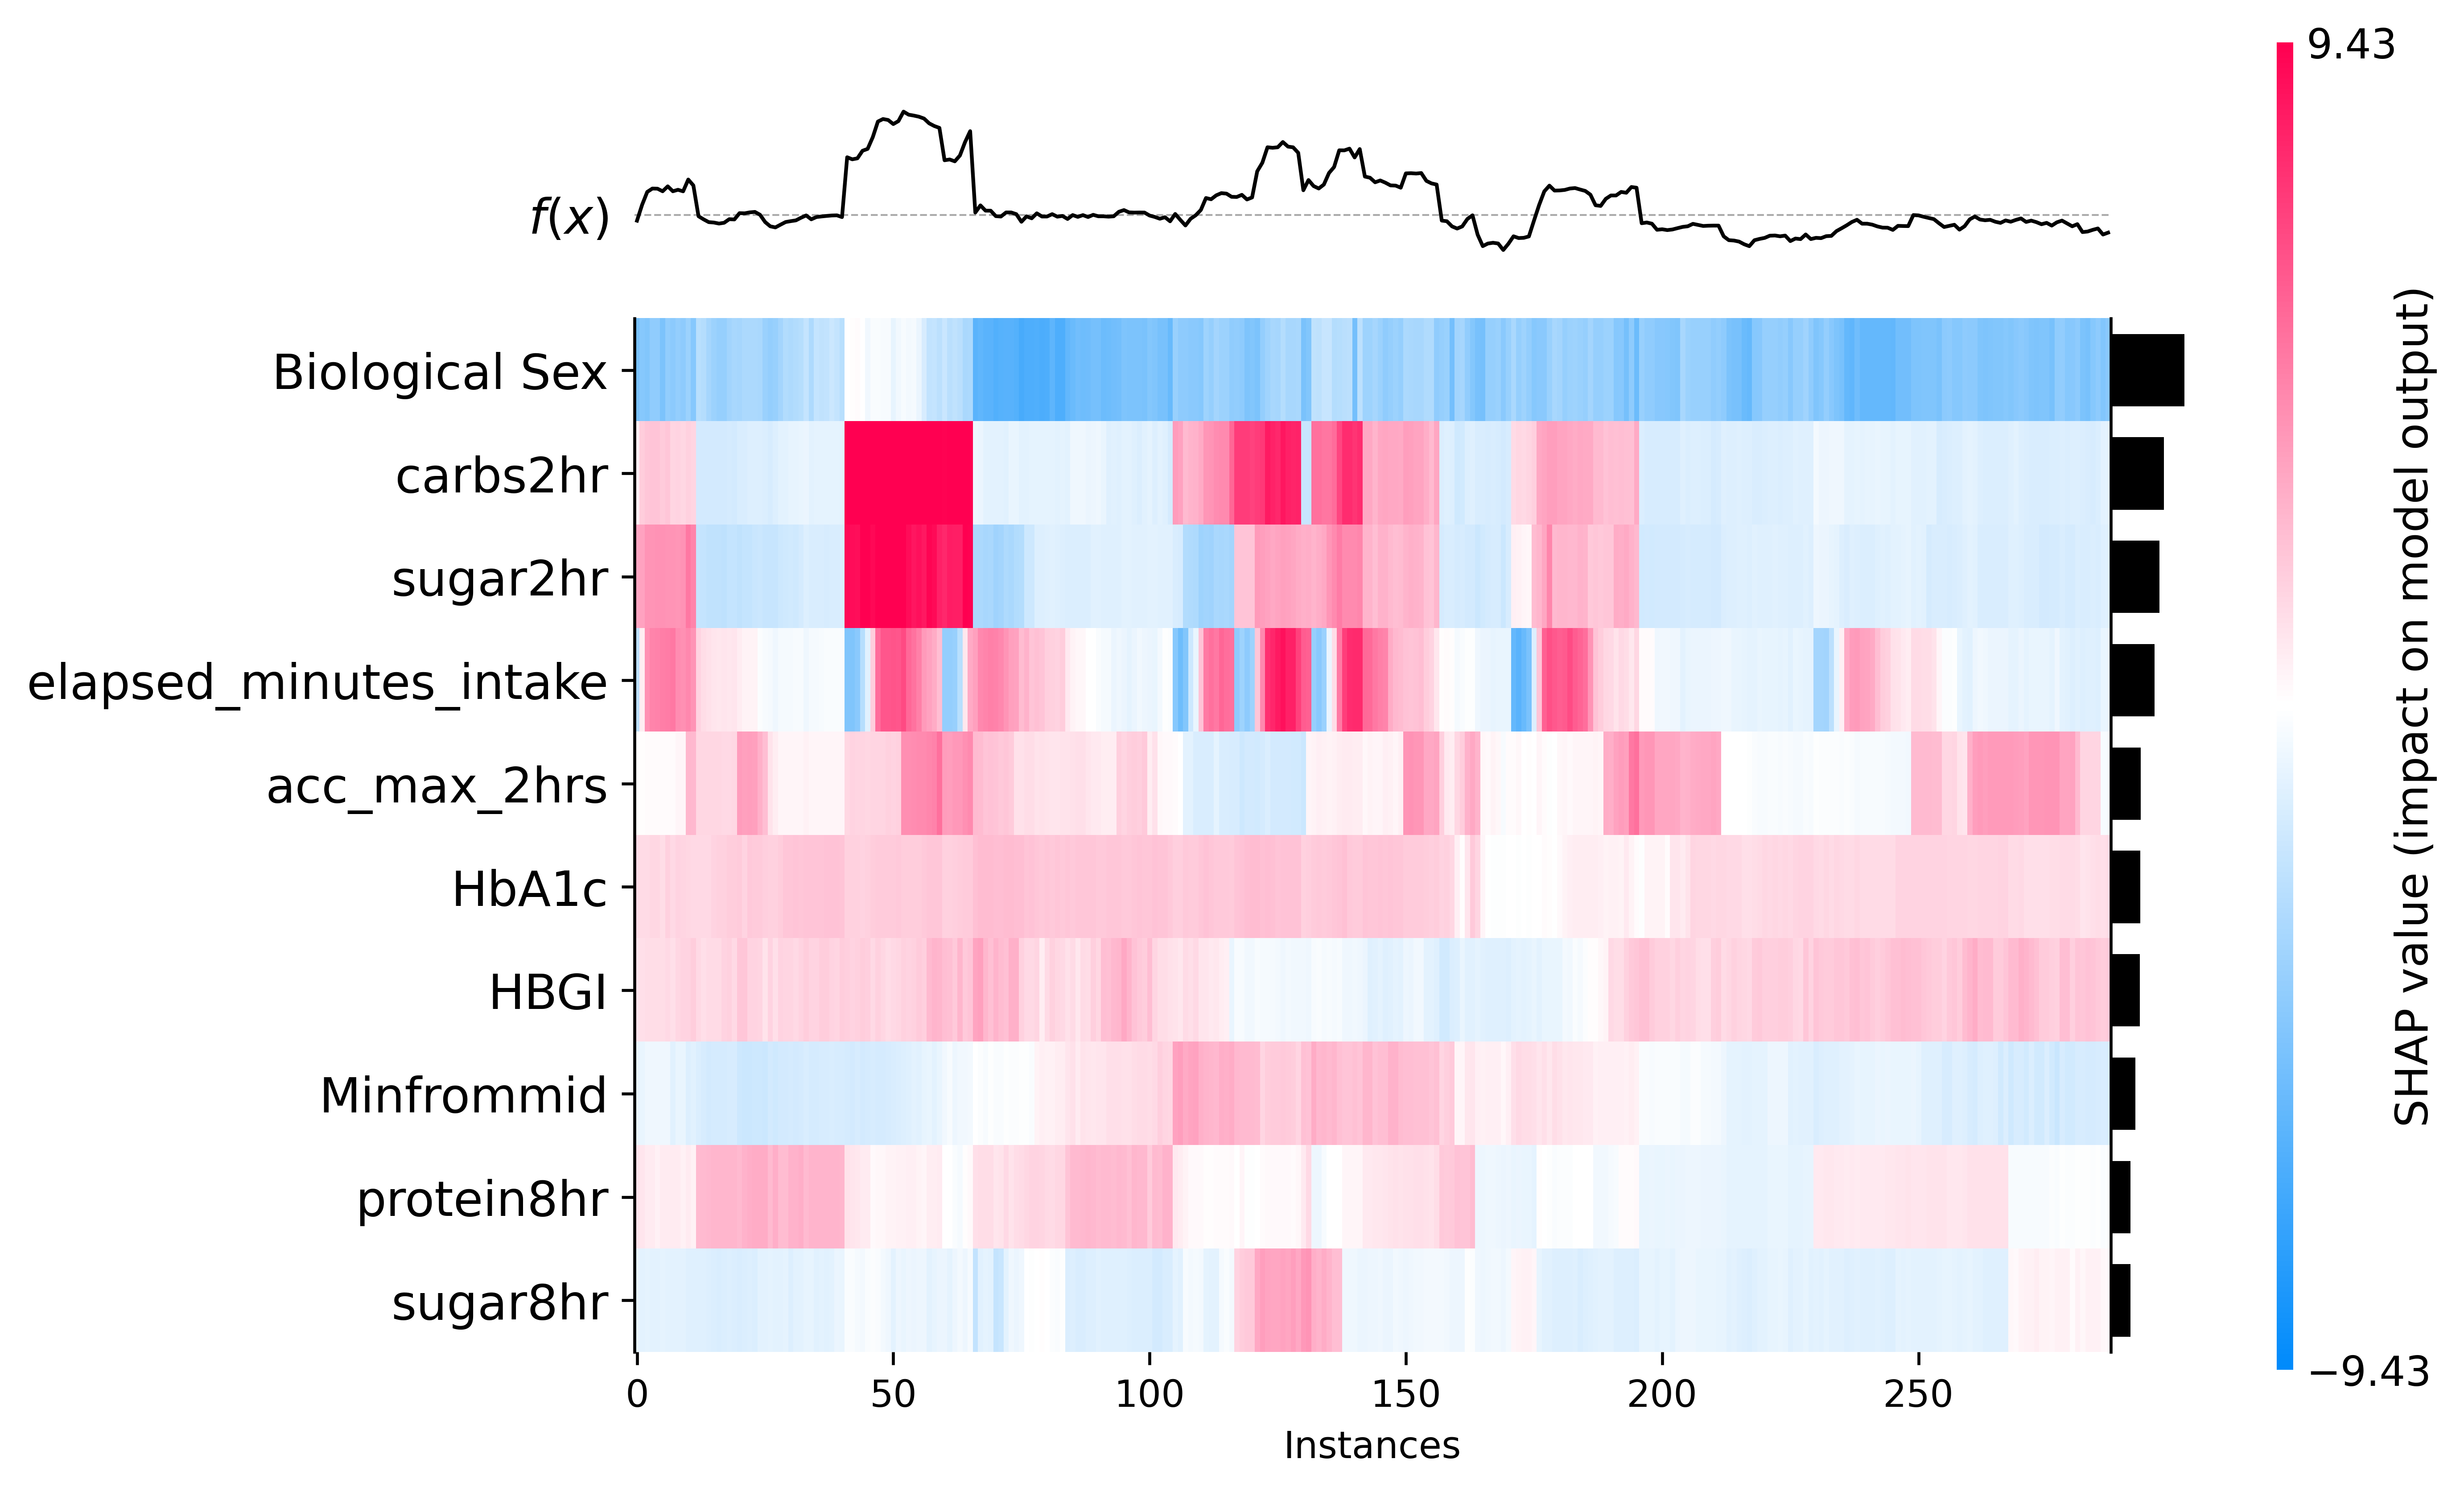 9.43
f(x)
Biological Sex
carbs2hr
sugar2hr
elapsed_minutes_intake
acc_max_2hrs
HbA1c
HBGI
Minfrommid
protein8hr
sugar8hr
0 50 100 150 200 250
Instances
−9.43
SHAP value (impact on model output)